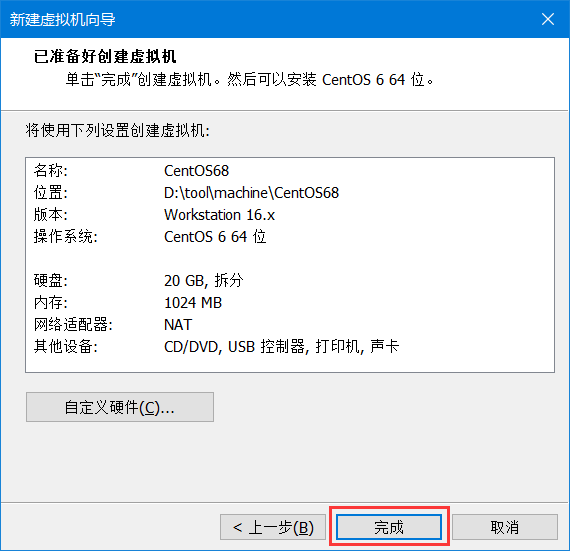 新建虚拟机向导
已准备好创建虚拟机
单击“完成”创建虚拟机。然后可以安装 CentOS 6 64 位。
将使用下列设置创建虚拟机:
名称: CentOS68
位置: D:\tool\machine\CentOS68
版本: Workstation 16.x
操作系统: CentOS 6 64 位
硬盘: 20 GB, 拆分
内存: 1024 MB
网络适配器: NAT
其他设备: CD/DVD, USB 控制器, 打印机, 声卡
自定义硬件(C)...
< 上一步(B) 完成 取消